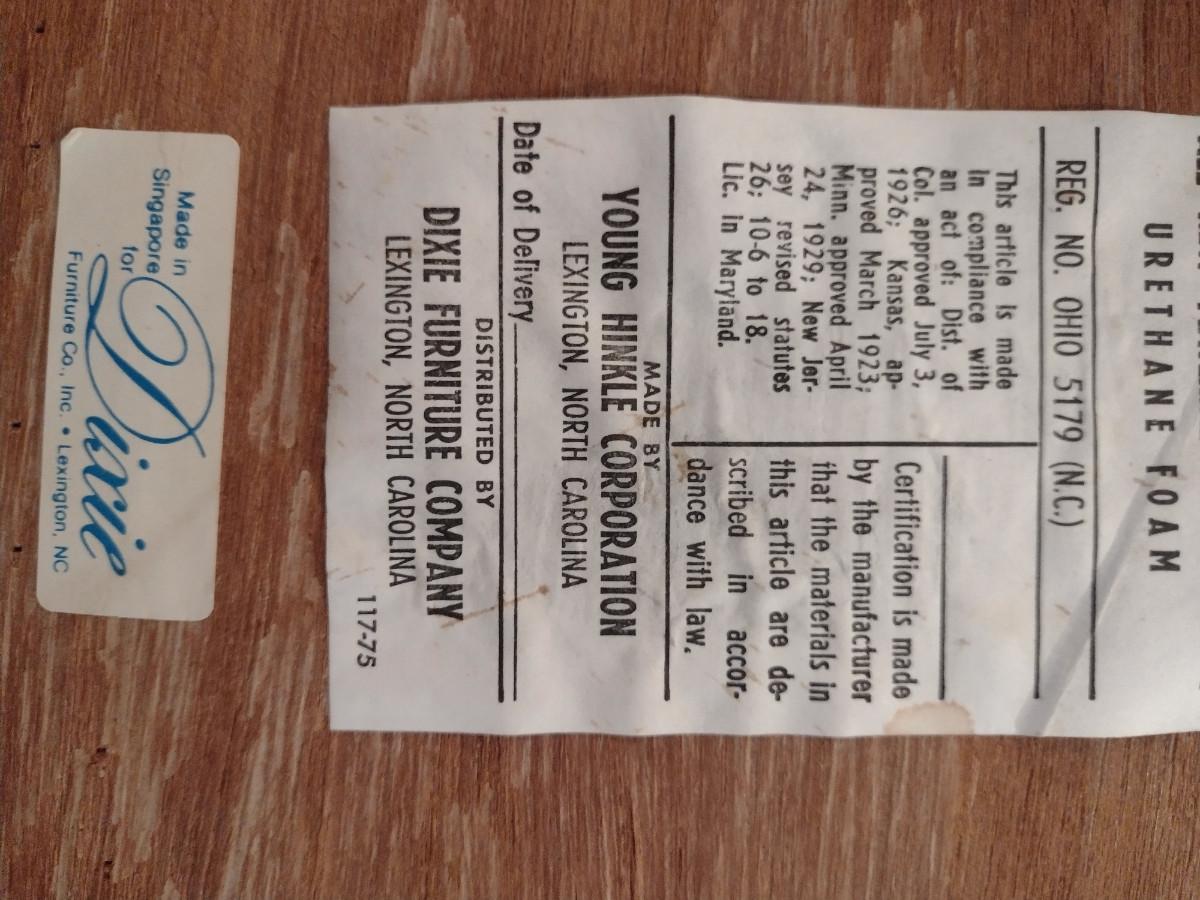 URETHANE FOAM
REG. NO. OHIO 5179 (N.C.)
This article is made
in compliance with
an act of: Dist. of
Col. approved July 3,
1926; Kansas, ap-
proved March 1923;
Minn. approved April
24, 1929; New Jer-
sey revised statutes
26; 10-6 to 18.
Lic. in Maryland.
Certification is made
by the manufacturer
that the materials in
this article are de-
scribed in accor-
dance with law.
MADE BY
YOUNG HINKLE CORPORATION
LEXINGTON, NORTH CAROLINA
Date of Delivery
DISTRIBUTED BY
DIXIE FURNITURE COMPANY
LEXINGTON, NORTH CAROLINA
117-75
Made in
Singapore
for
Dixie
Furniture Co., Inc. • Lexington, NC